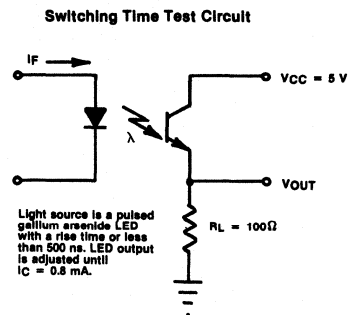 Switching Time Test Circuit
IF
VCC = 5 V
λ
VOUT
Light source is a pulsed
gallium arsenide LED
with a rise time or less
than 500 ns. LED output
is adjusted until
IC = 0.8 mA.
RL = 100Ω